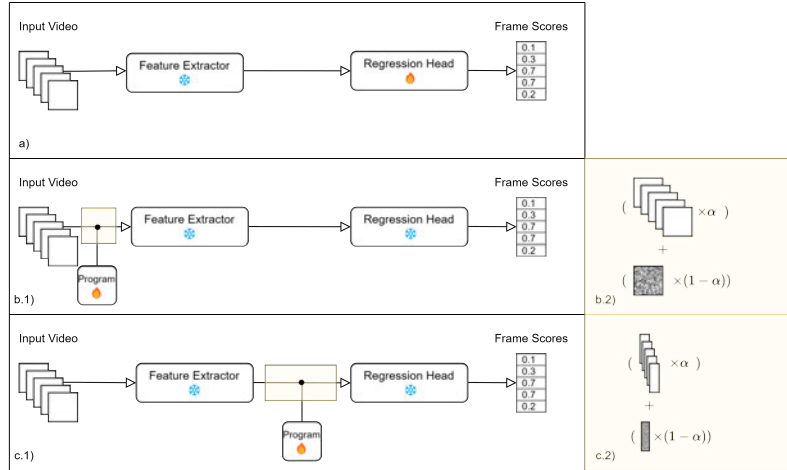 Input Video
Frame Scores
Feature Extractor
Regression Head
0.1
0.3
0.7
0.7
0.2
a)
Input Video
Frame Scores
Feature Extractor
Regression Head
0.1
0.3
0.7
0.7
0.2
Program
b.1)
( ×α )
+
( ×(1 − α))
b.2)
Input Video
Frame Scores
Feature Extractor
Regression Head
0.1
0.3
0.7
0.7
0.2
Program
c.1)
( ×α )
+
( ×(1 − α))
c.2)